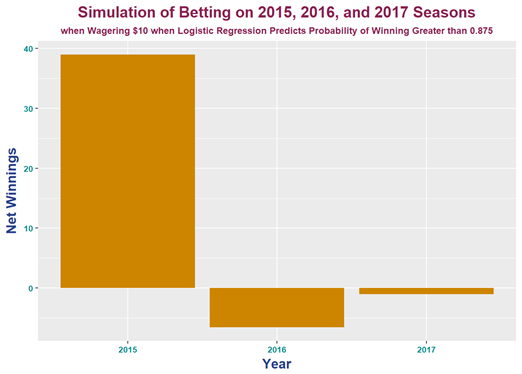 Simulation of Betting on 2015, 2016, and 2017 Seasons
when Wagering $10 when Logistic Regression Predicts Probability of Winning Greater than 0.875
Net Winnings
40
30
20
10
0
2015 2016 2017
Year